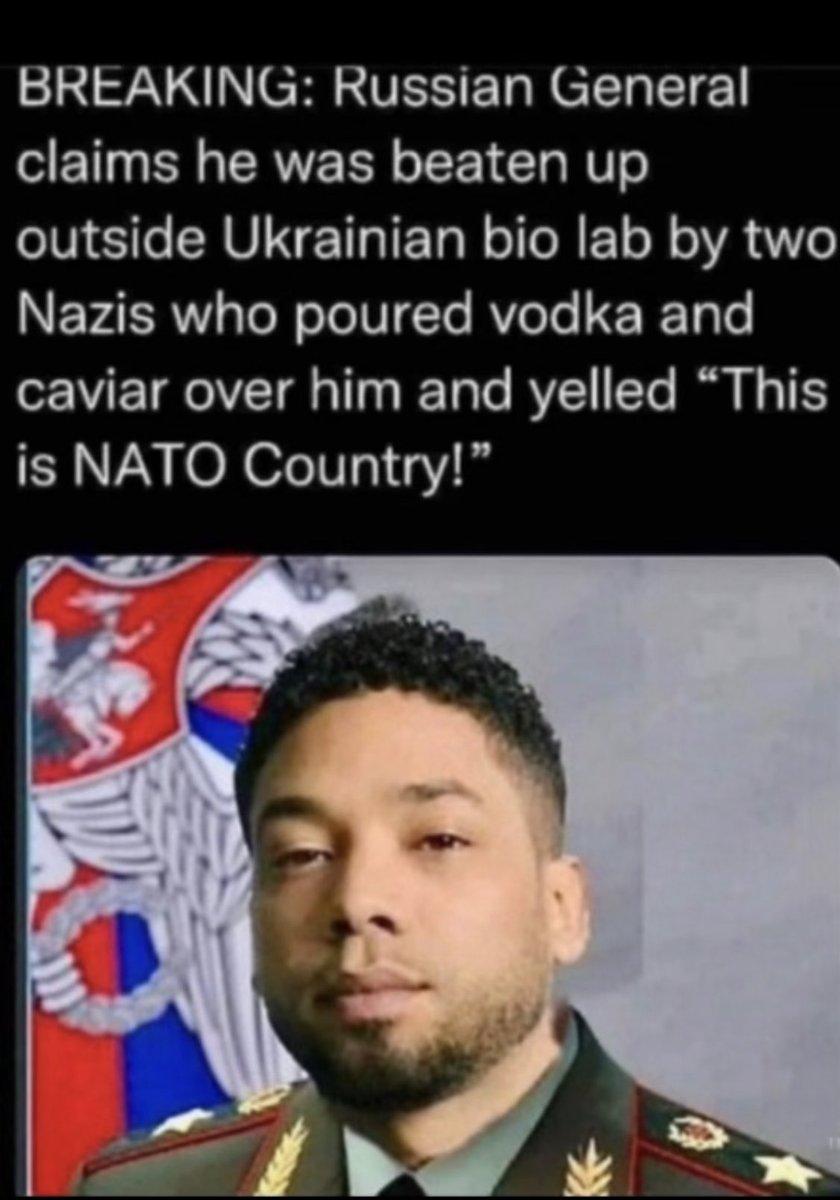 BREAKING: Russian General
claims he was beaten up
outside Ukrainian bio lab by two
Nazis who poured vodka and
caviar over him and yelled “This
is NATO Country!”